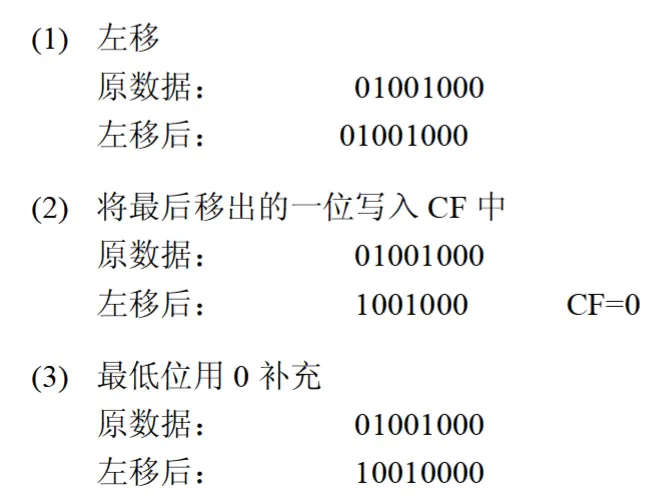 (1) 左移
原数据： 01001000
左移后： 01001000
(2) 将最后移出的一位写入 CF 中
原数据： 01001000
左移后： 1001000 CF=0
(3) 最低位用 0 补充
原数据： 01001000
左移后： 10010000